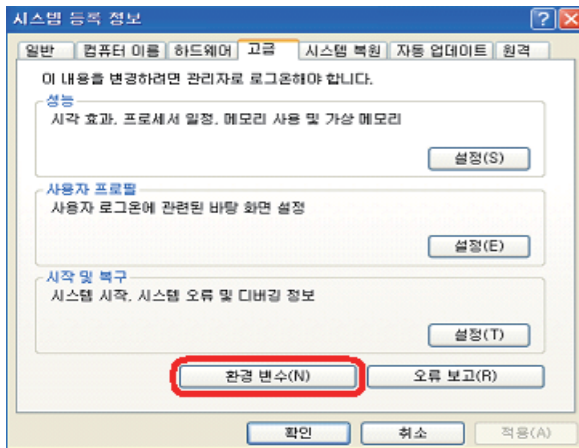 시스템 등록 정보
일반 컴퓨터 이름 하드웨어 고급 시스템 복원 자동 업데이트 원격
이 내용을 변경하려면 관리자로 로그온해야 합니다.
성능
시각 효과, 프로세서 일정, 메모리 사용 및 가상 메모리
설정(S)
사용자 프로필
사용자 로그온에 관련된 바탕 화면 설정
설정(E)
시작 및 복구
시스템 시작, 시스템 오류 및 디버깅 정보
설정(T)
환경 변수(N) 오류 보고(R)
확인 취소 적용(A)